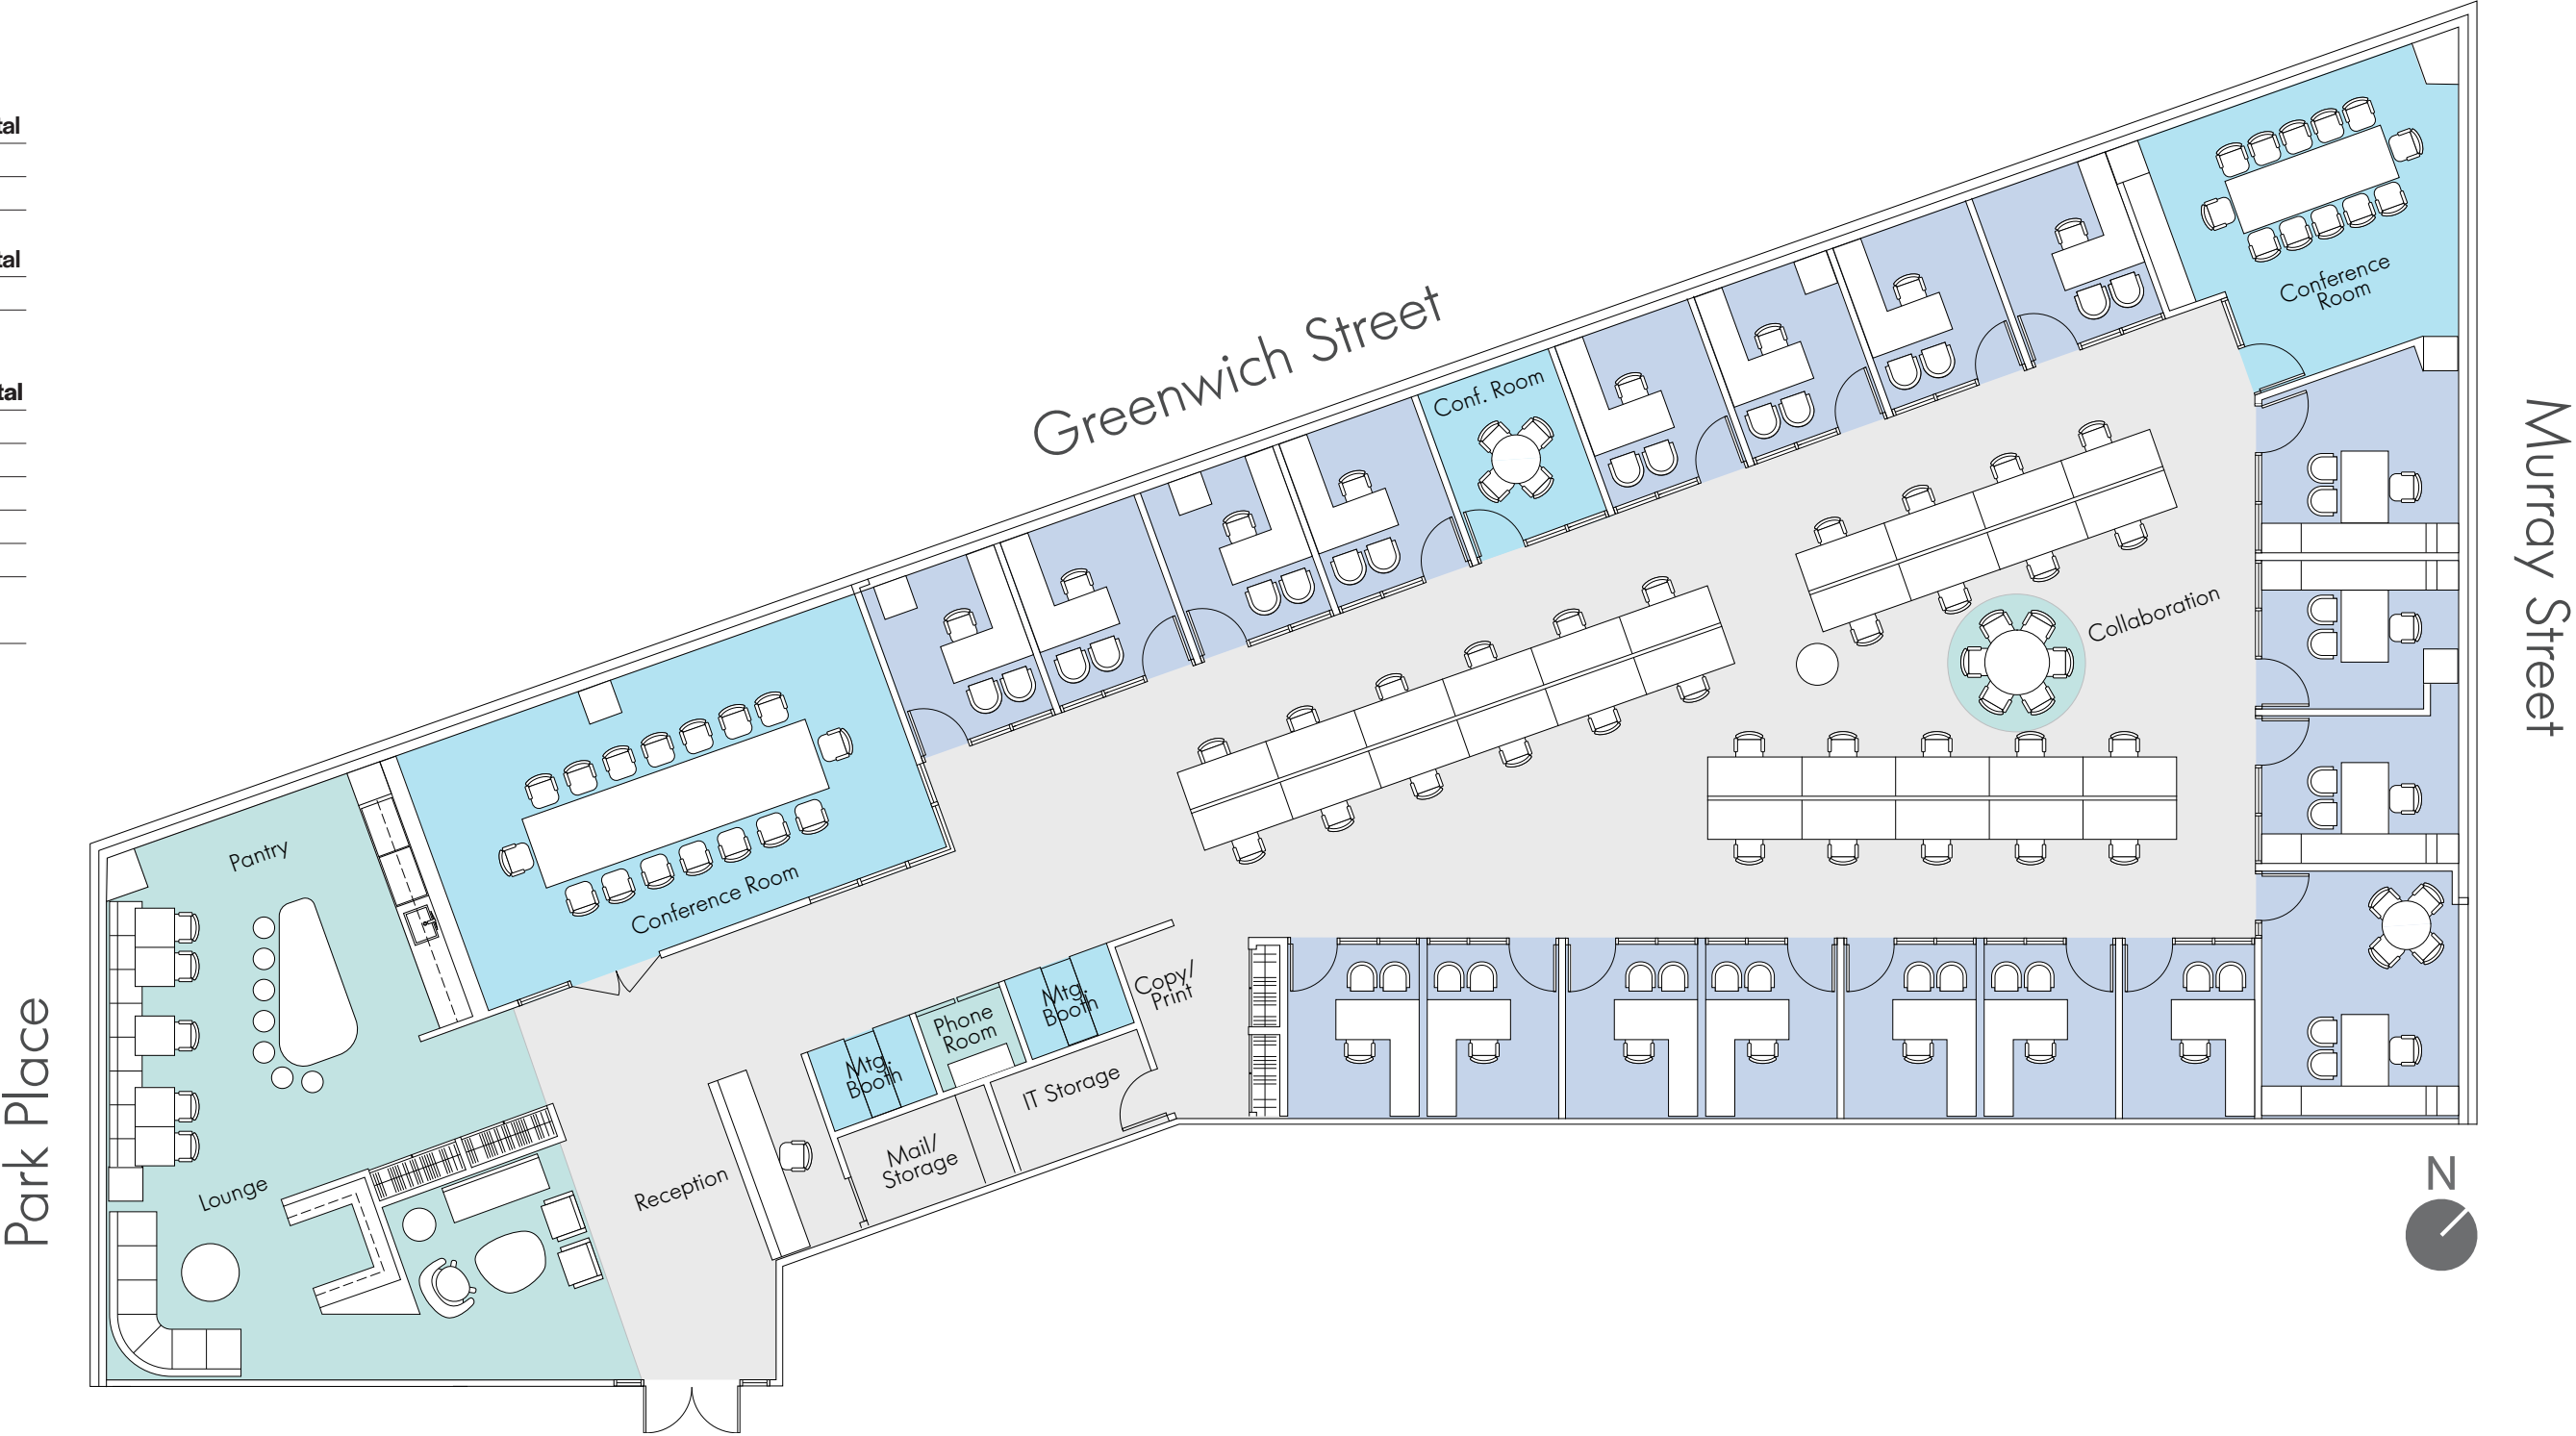 tal
tal
tal
Greenwich Street
Conference
Room
Conf. Room
Murray Street
Collaboration
Pantry
Conference Room
Copy/
Print
Mtg.
Booth
Phone
Room
Mtg.
Booth
IT Storage
Mail/
Storage
Reception
Lounge
Park Place
N